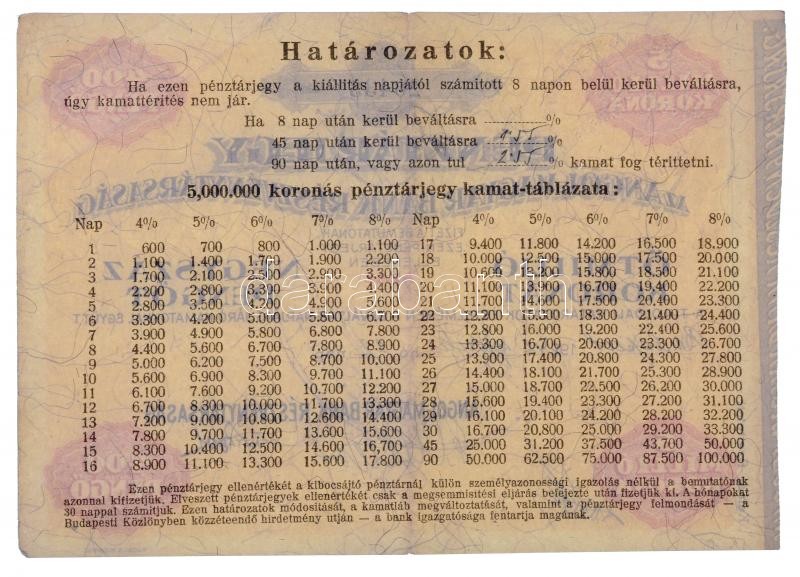 Határozatok:
Ha ezen pénztárjegy a kiállitás napjától számitott 8 napon belül kerül beváltásra,
úgy kamattérités nem jár.
Ha 8 nap után kerül beváltásra %
45 nap után kerül beváltásra %
90 nap után, vagy azon tul % kamat fog térittetni.
5,000.000 koronás pénztárjegy kamat-táblázata:
Nap 4% 5% 6% 7% 8% Nap 4% 5% 6% 7% 8%
1 600 700 800 1.000 1.100 17 9.400 11.800 14.200 16.500 18.900
2 1.100 1.400 1.700 1.900 2.200 18 10.000 12.500 15.000 17.500 20.000
3 1.700 2.100 2.500 2.900 3.300 19 10.600 13.200 15.800 18.500 21.100
4 2.200 2.800 3.300 3.900 4.400 20 11.100 13.900 16.700 19.40 22.200
5 2.800 3.500 4.200 4.900 5.600 21 11.700 14.600 17.500 20.400 23.300
6 3.300 4.200 5.000 5.800 6.700 22 12.200 15.300 18.300 21.400 24.400
7 3.900 4.900 5.800 6.800 7.800 23 12.800 16.000 19.200 22.400 25.600
8 4.400 5.600 6.700 7.800 8.900 24 13.300 16.700 20.000 23.300 26.700
9 5.000 6.200 7.500 8.700 10.000 25 13.900 17.400 20.800 24.300 27.800
10 5.600 6.900 8.300 9.700 11.100 26 14.400 18.100 21.700 25.300 28.900
11 6.100 7.600 9.200 10.700 12.200 27 15.000 18.700 22.500 26.200 30.000
12 6.700 8.300 10.000 11.700 13.300 28 15.600 19.400 23.300 27.200 31.100
13 7.200 9.000 10.800 12.600 14.400 29 16.100 20.100 24.200 28.200 32.200
14 7.800 9.700 11.700 13.600 15.600 30 16.700 20.800 25.000 29.200 33.300
15 8.300 10.400 12.500 14.600 16,700 45 25.000 31.200 37.500 43.700 50.000
16 8.900 11.100 13.300 15.600 17.800 90 50.000 62.500 75.000 87.500 100.000
Ezen pénztárjegy ellenértékét a kibocsájtó pénztárnál külön személyazonossági igazolás nélkül a bemutatónak
azonnal kifizetjük. Elveszett pénztárjegyek ellenértékét csak a megsemmisitési eljárás befejezte után fizetjük ki. A hónapokat
30 nappal számitjuk. Ezen határozatok módositását, a kamatláb megváltoztatását, valamint a pénztárjegy felmondását — a
Budapesti Közlönyben közzéteendő hirdetmény utján — a bank igazgatósága fentartja magának.
darabanth